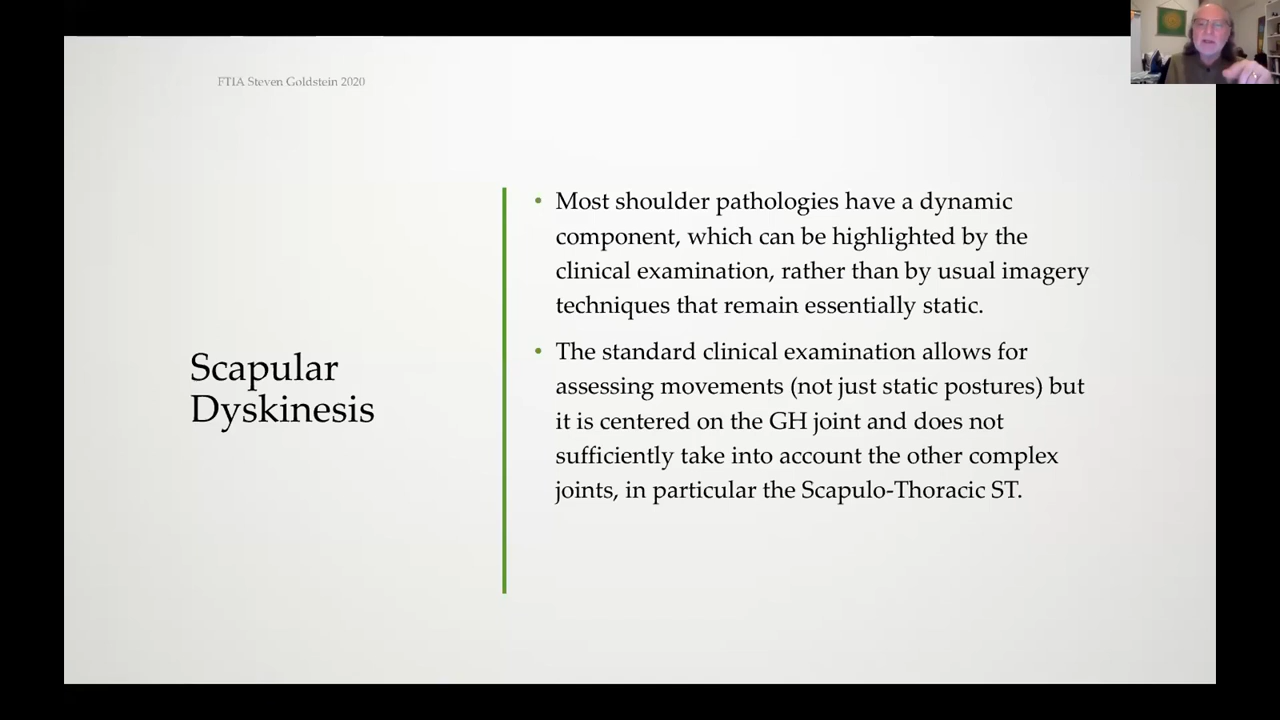 FTIA Steven Goldstein 2020
Scapular
Dyskinesis
• Most shoulder pathologies have a dynamic
component, which can be highlighted by the
clinical examination, rather than by usual imagery
techniques that remain essentially static.
• The standard clinical examination allows for
assessing movements (not just static postures) but
it is centered on the GH joint and does not
sufficiently take into account the other complex
joints, in particular the Scapulo-Thoracic ST.